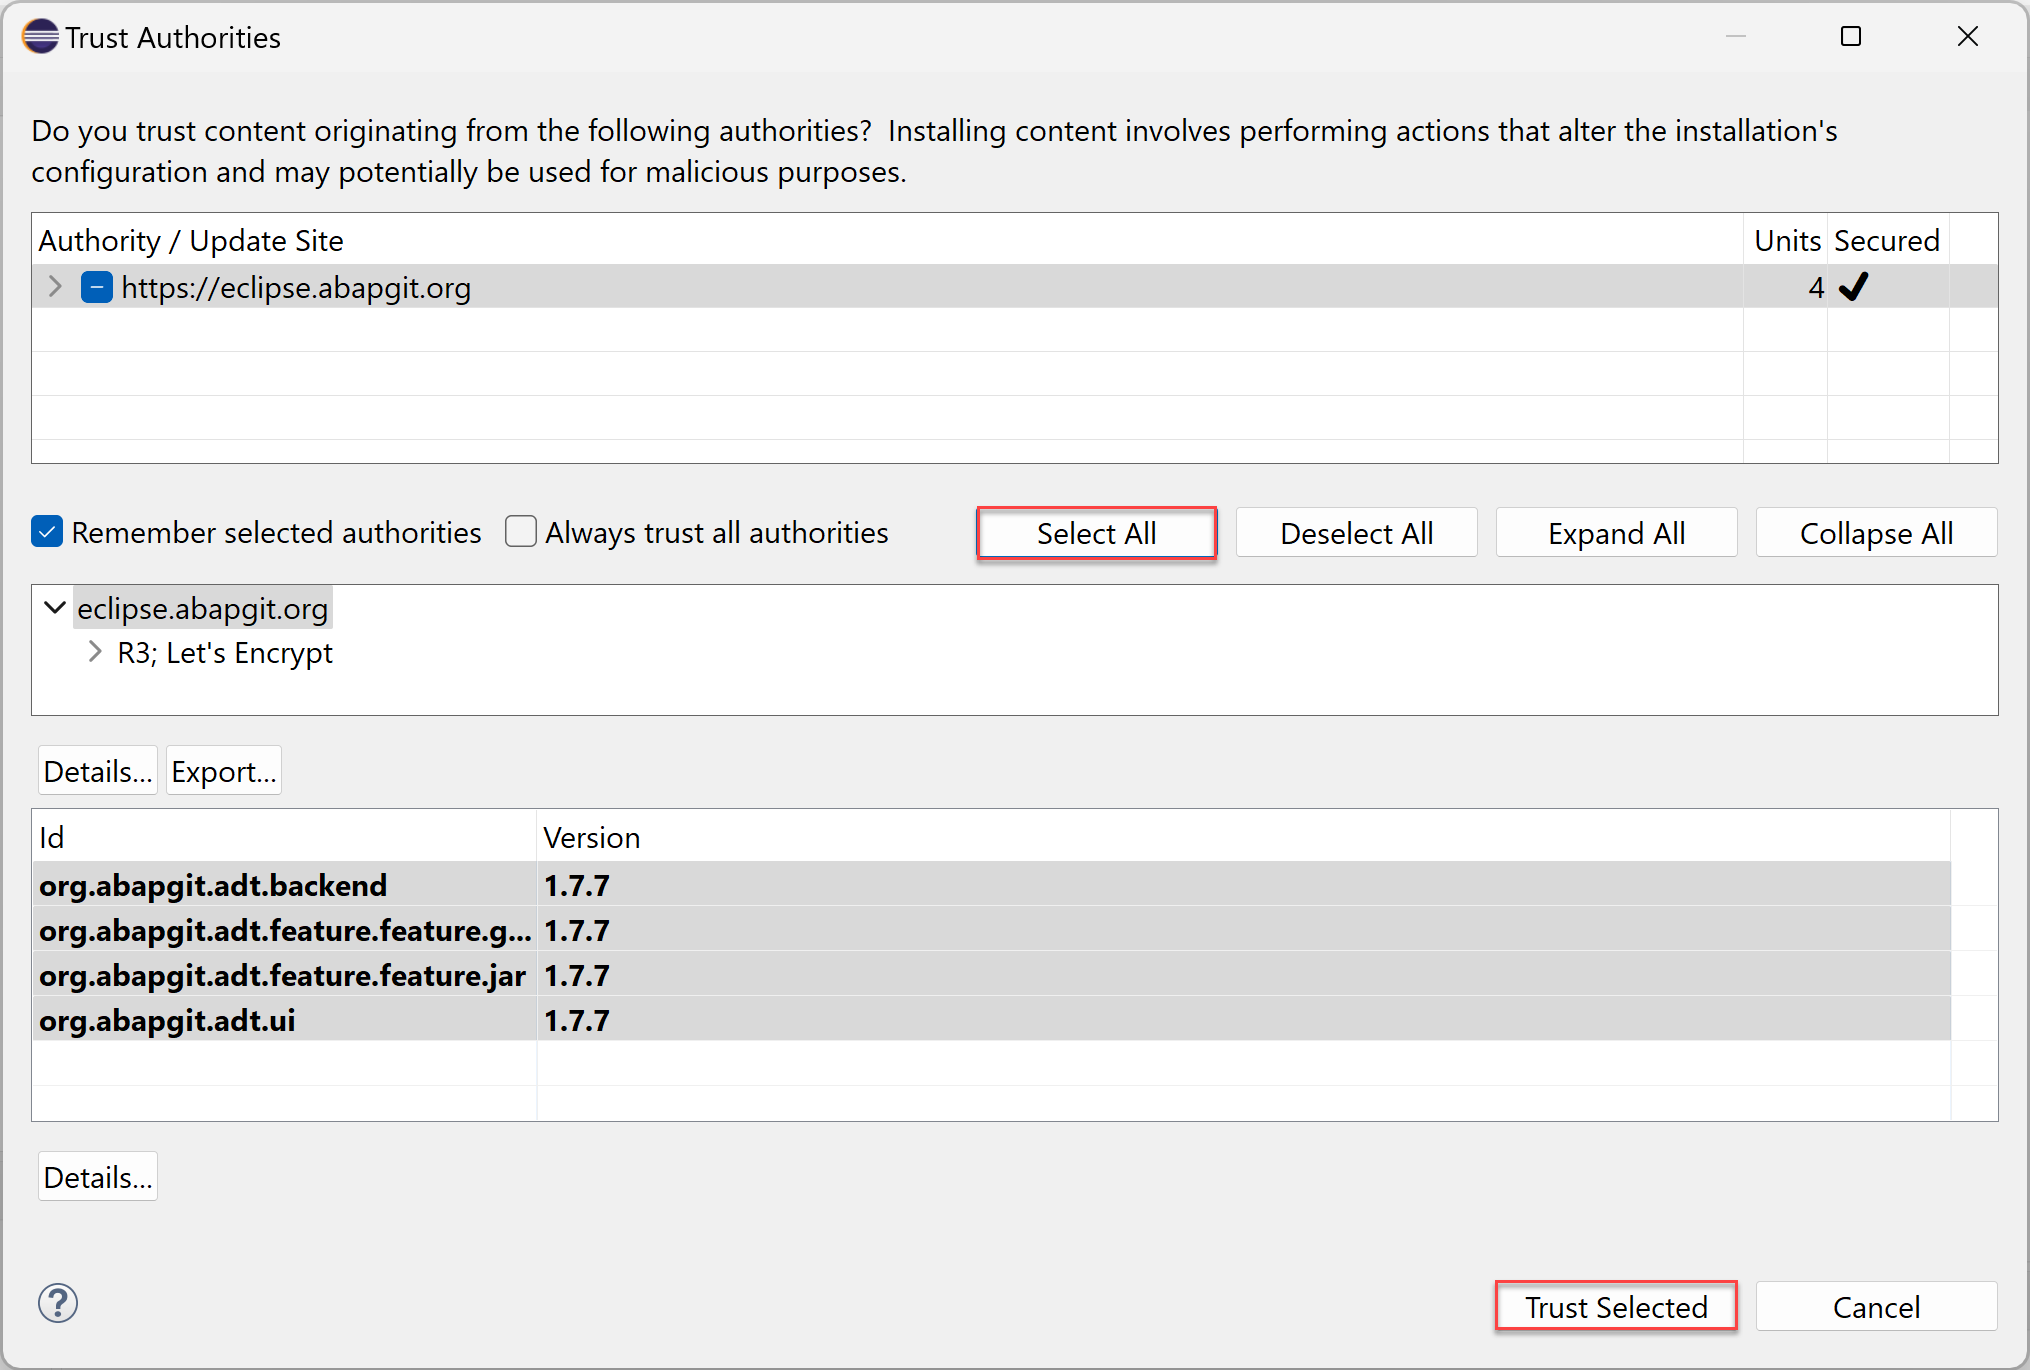 Trust Authorities
Do you trust content originating from the following authorities?  Installing content involves performing actions that alter the installation's
configuration and may potentially be used for malicious purposes.
Authority / Update Site Units Secured
https://eclipse.abapgit.org 4
Remember selected authorities Always trust all authorities Select All Deselect All Expand All Collapse All
eclipse.abapgit.org
R3; Let's Encrypt
Details... Export...
Id Version
org.abapgit.adt.backend 1.7.7
org.abapgit.adt.feature.feature.g... 1.7.7
org.abapgit.adt.feature.feature.jar 1.7.7
org.abapgit.adt.ui 1.7.7
Details...
? Trust Selected Cancel